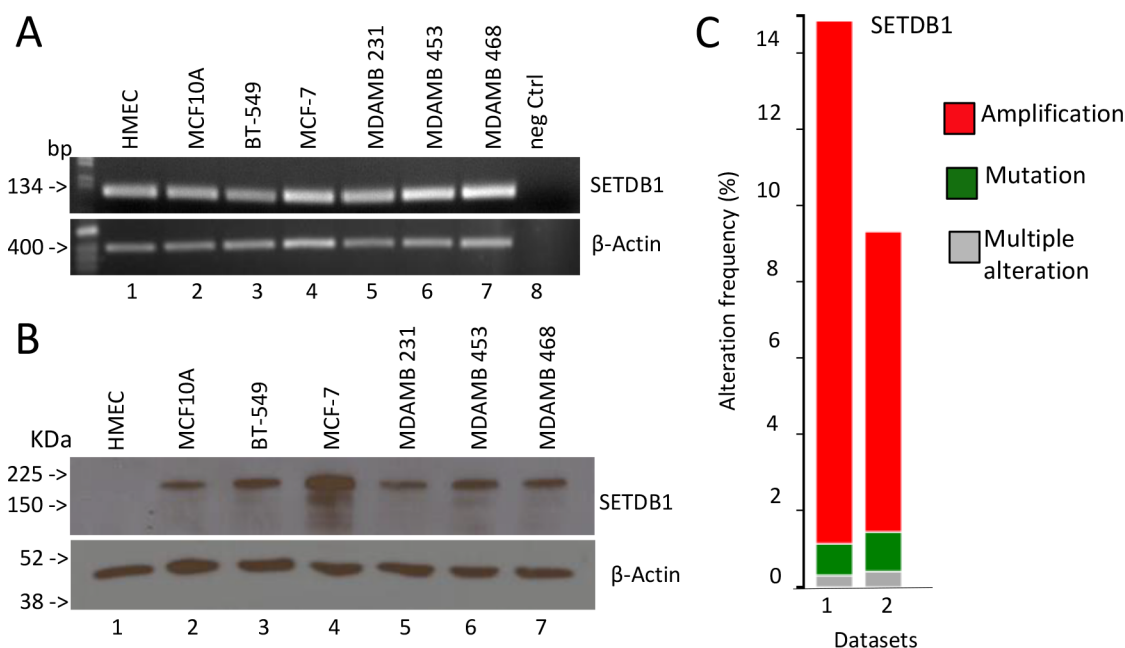 A
HMEC
MCF10A
BT-549
MCF-7
MDAMB 231
MDAMB 453
MDAMB 468
neg Ctrl
bp
134 ->
SETDB1
400 ->
β-Actin
1 2 3 4 5 6 7 8
B
HMEC
MCF10A
BT-549
MCF-7
MDAMB 231
MDAMB 453
MDAMB 468
KDa
225 ->
150 ->
SETDB1
52 ->
38 ->
β-Actin
1 2 3 4 5 6 7
C
SETDB1
14
12
10
8
6
4
2
0
Alteration frequency (%)
Amplification
Mutation
Multiple
alteration
1 2
Datasets